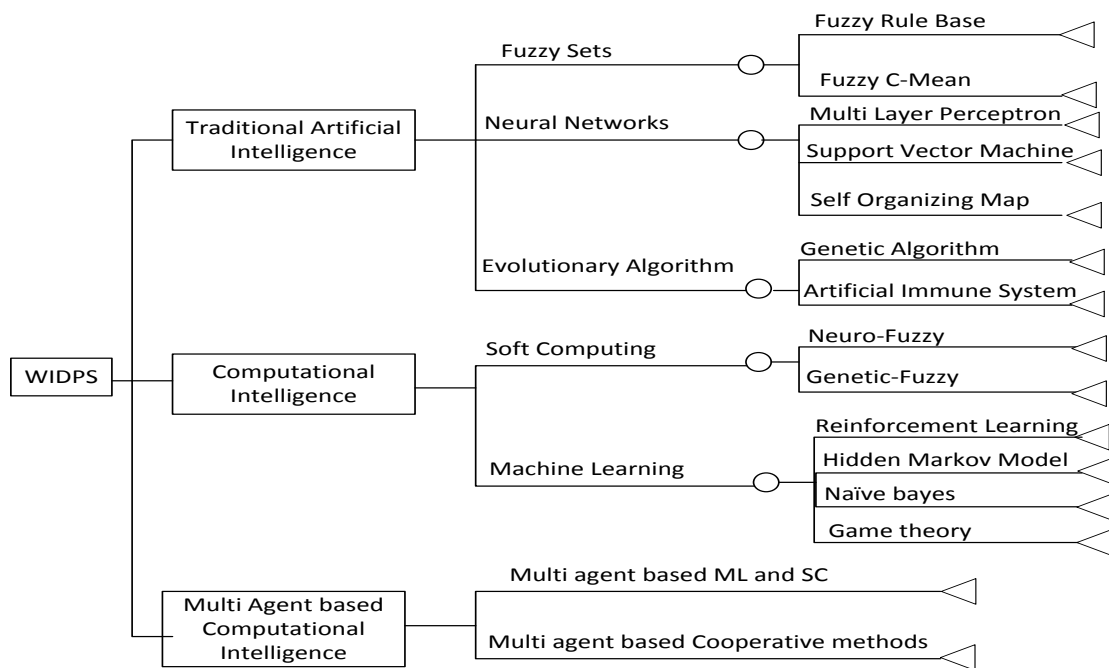 Fuzzy Rule Base
Fuzzy Sets
Fuzzy C-Mean
Traditional Artificial
Intelligence
Neural Networks
Multi Layer Perceptron
Support Vector Machine
Self Organizing Map
Evolutionary Algorithm
Genetic Algorithm
Artificial Immune System
WIDPS
Computational
Intelligence
Soft Computing
Neuro-Fuzzy
Genetic-Fuzzy
Machine Learning
Reinforcement Learning
Hidden Markov Model
Naïve bayes
Game theory
Multi Agent based
Computational
Intelligence
Multi agent based ML and SC
Multi agent based Cooperative methods